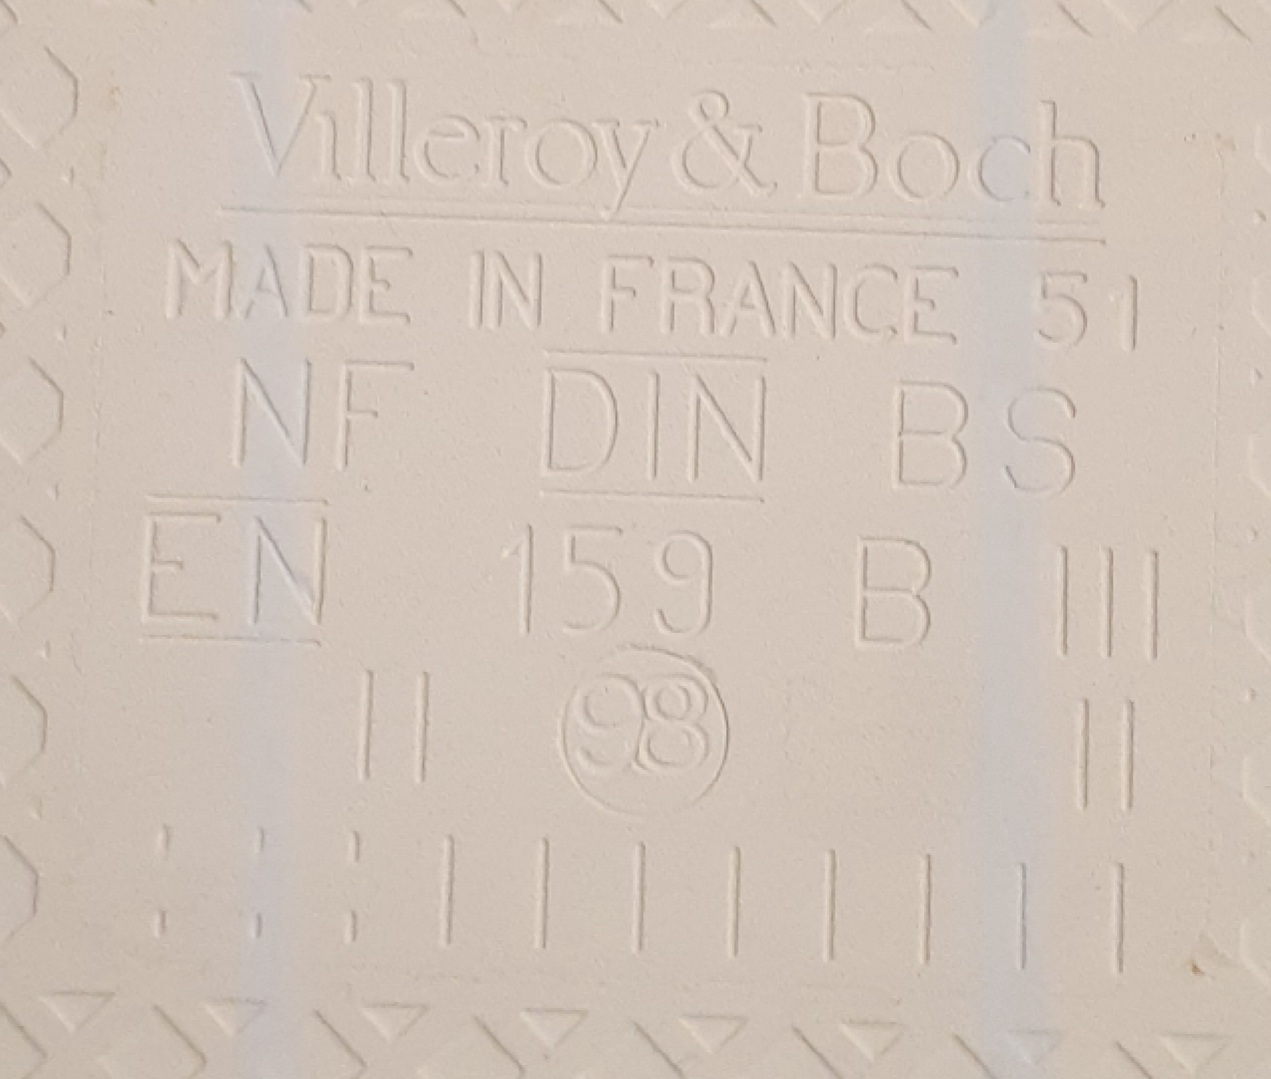 Villeroy & Boch
MADE IN FRANCE 51
NF DIN BS
EN 159 B III
II 98 II